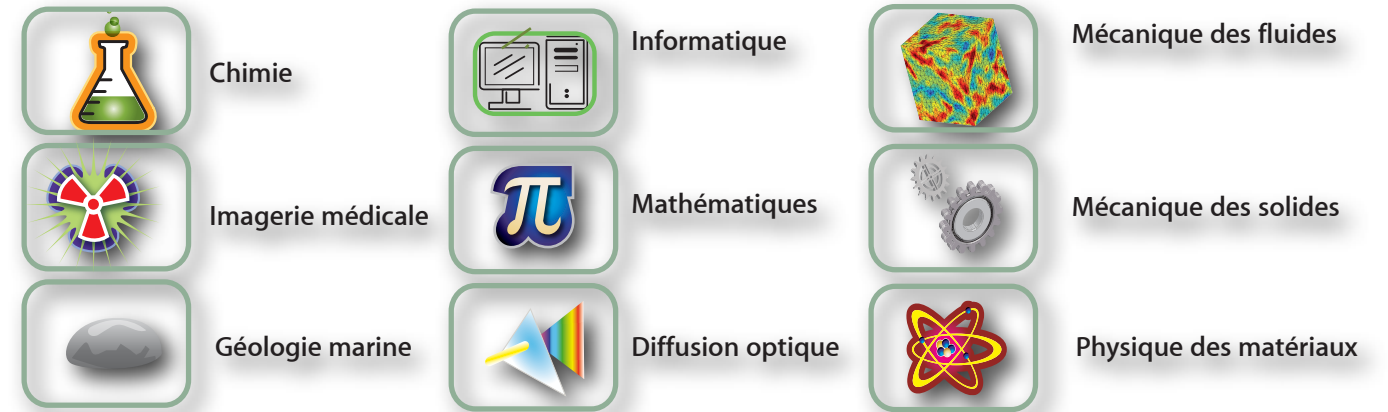 Chimie
Informatique
Mécanique des fluides
Imagerie médicale
π
Mathématiques
Mécanique des solides
Géologie marine
Diffusion optique
Physique des matériaux